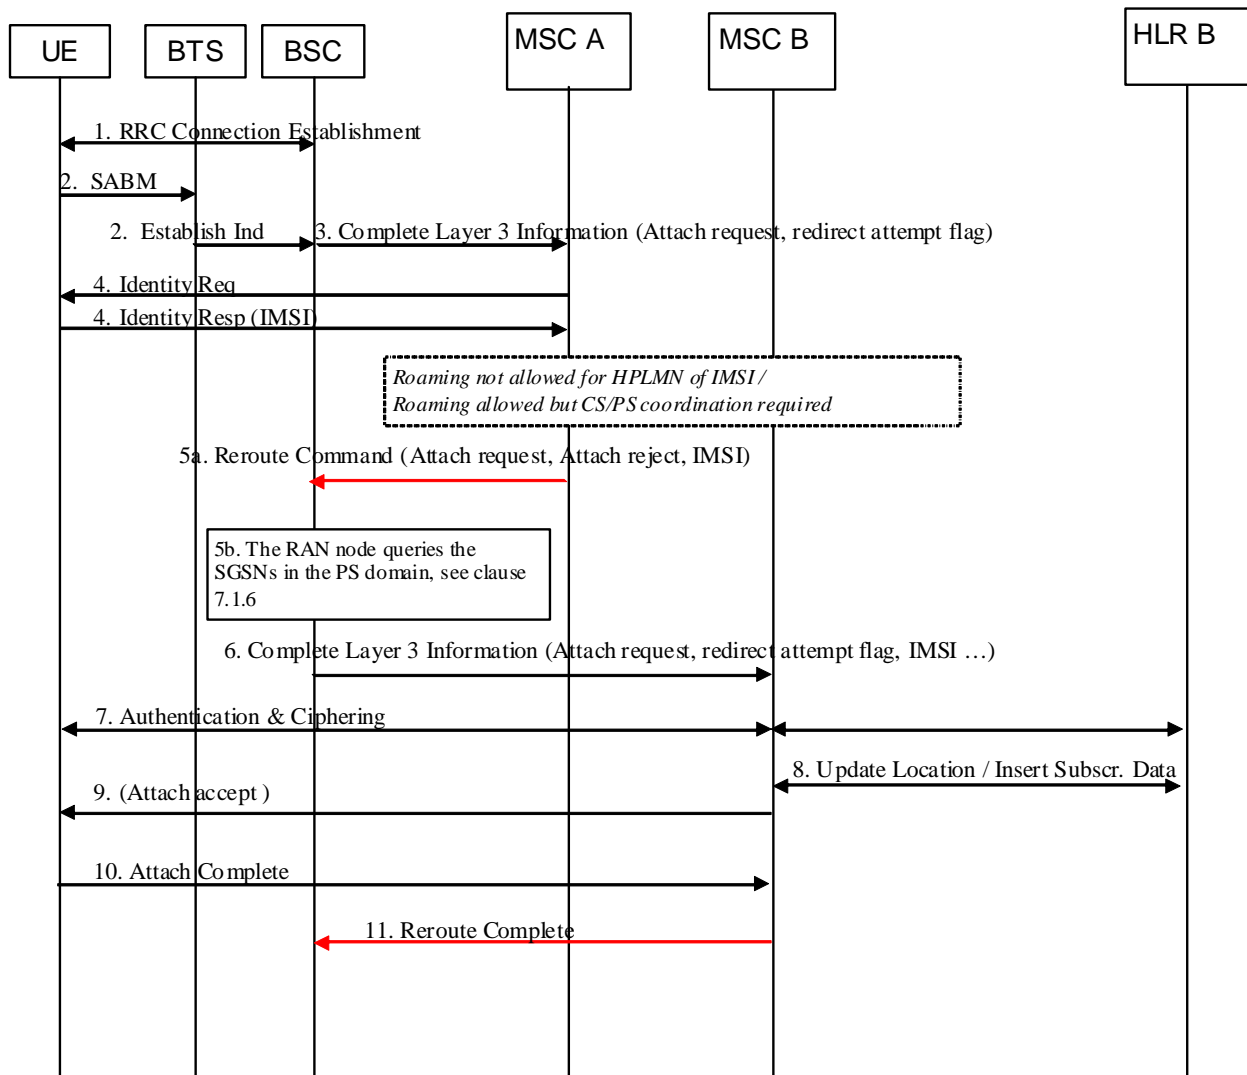 UE
BTS
BSC
MSC A
MSC B
HLR B
1. RRC Connection Establishment
2. SABM
2. Establish Ind
3. Complete Layer 3 Information (Attach request, redirect attempt flag)
4. Identity Req
4. Identity Resp (IMSI)
Roaming not allowed for HPLMN of IMSI /
Roaming allowed but CS/PS coordination required
5a. Reroute Command (Attach request, Attach reject, IMSI)
5b. The RAN node queries the
SGSNs in the PS domain, see clause
7.1.6
6. Complete Layer 3 Information (Attach request, redirect attempt flag, IMSI …)
7. Authentication & Ciphering
8. Update Location / Insert Subscr. Data
9. (Attach accept )
10. Attach Complete
11. Reroute Complete